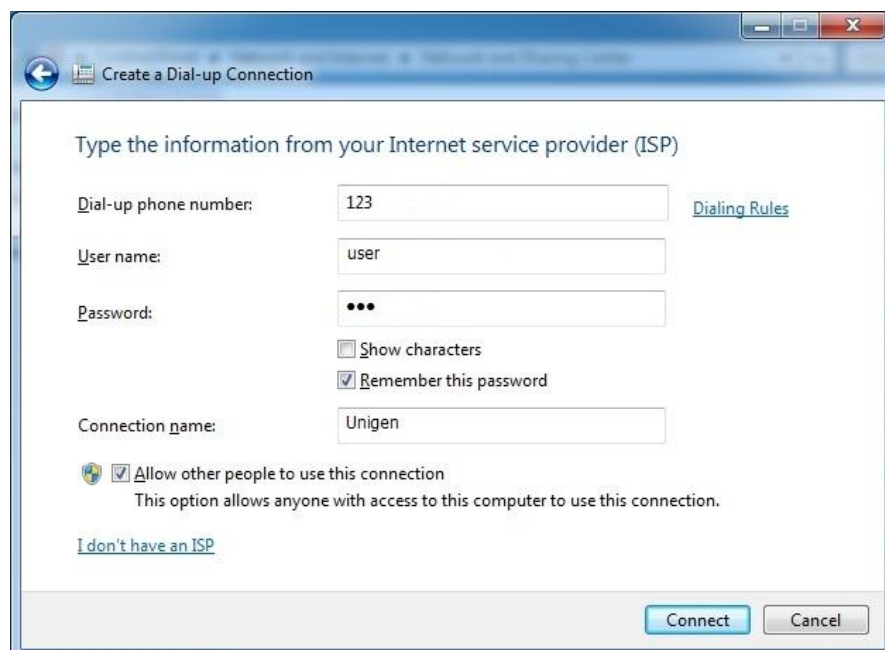 Create a Dial-up Connection
Type the information from your Internet service provider (ISP)
Dial-up phone number: 123 Dialing Rules
User name: user
Password: •••
Show characters
Remember this password
Connection name: Unigen
Allow other people to use this connection
This option allows anyone with access to this computer to use this connection.
I don't have an ISP
Connect Cancel